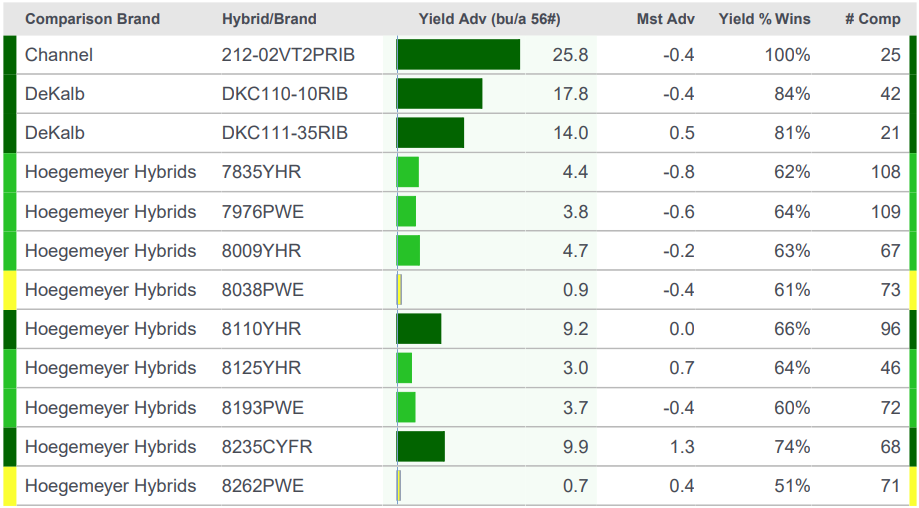 Comparison Brand Hybrid/Brand Yield Adv (bu/a 56#) Mst Adv Yield % Wins # Comp
Channel 212-02VT2PRIB 25.8 -0.4 100% 25
DeKalb DKC110-10RIB 17.8 -0.4 84% 42
DeKalb DKC111-35RIB 14.0 0.5 81% 21
Hoegemeyer Hybrids 7835YHR 4.4 -0.8 62% 108
Hoegemeyer Hybrids 7976PWE 3.8 -0.6 64% 109
Hoegemeyer Hybrids 8009YHR 4.7 -0.2 63% 67
Hoegemeyer Hybrids 8038PWE 0.9 -0.4 61% 73
Hoegemeyer Hybrids 8110YHR 9.2 0.0 66% 96
Hoegemeyer Hybrids 8125YHR 3.0 0.7 64% 46
Hoegemeyer Hybrids 8193PWE 3.7 -0.4 60% 72
Hoegemeyer Hybrids 8235CYFR 9.9 1.3 74% 68
Hoegemeyer Hybrids 8262PWE 0.7 0.4 51% 71